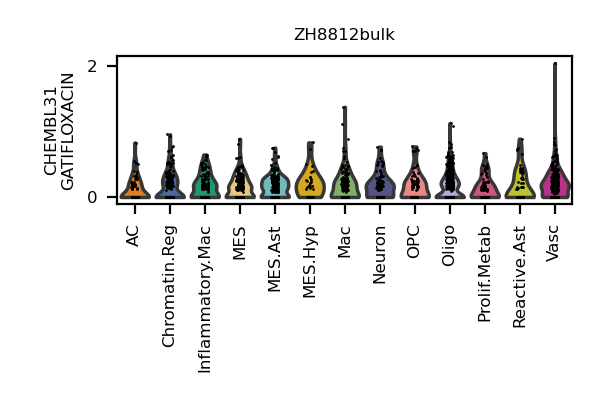 ZH8812bulk
CHEMBL31
GATIFLOXACIN
2
0
AC
Chromatin.Reg
Inflammatory.Mac
MES
MES.Ast
MES.Hyp
Mac
Neuron
OPC
Oligo
Prolif.Metab
Reactive.Ast
Vasc